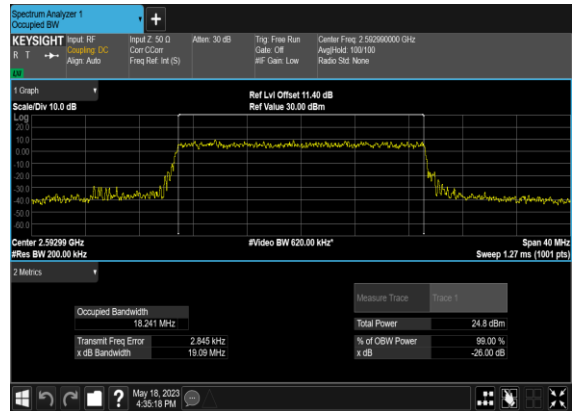 Spectrum Analyzer 1
Occupied BW
+
KEYSIGHT Input: RF Input Z: 50 Ω Atten: 30 dB Trig: Free Run Center Freq: 2.592990000 GHz
R T Coupling: DC Corr CCorr Gate: Off Avg|Hold: 100/100
Align: Auto Freq Ref: Int (S) #IF Gain: Low Radio Std: None
1 Graph
Ref Lvl Offset 11.40 dB
Scale/Div 10.0 dB Ref Value 30.00 dBm
Log
20.0
10.0
0.00
-10.0
-20.0
-30.0
-40.0
-50.0
-60.0
Center 2.59299 GHz #Video BW 620.00 kHz* Span 40 MHz
#Res BW 200.00 kHz Sweep 1.27 ms (1001 pts)
2 Metrics
Measure Trace Trace 1
Occupied Bandwidth
18.241 MHz Total Power 24.8 dBm
Transmit Freq Error 2.845 kHz % of OBW Power 99.00 %
x dB Bandwidth 19.09 MHz x dB -26.00 dB
? May 18, 2023
4:35:18 PM